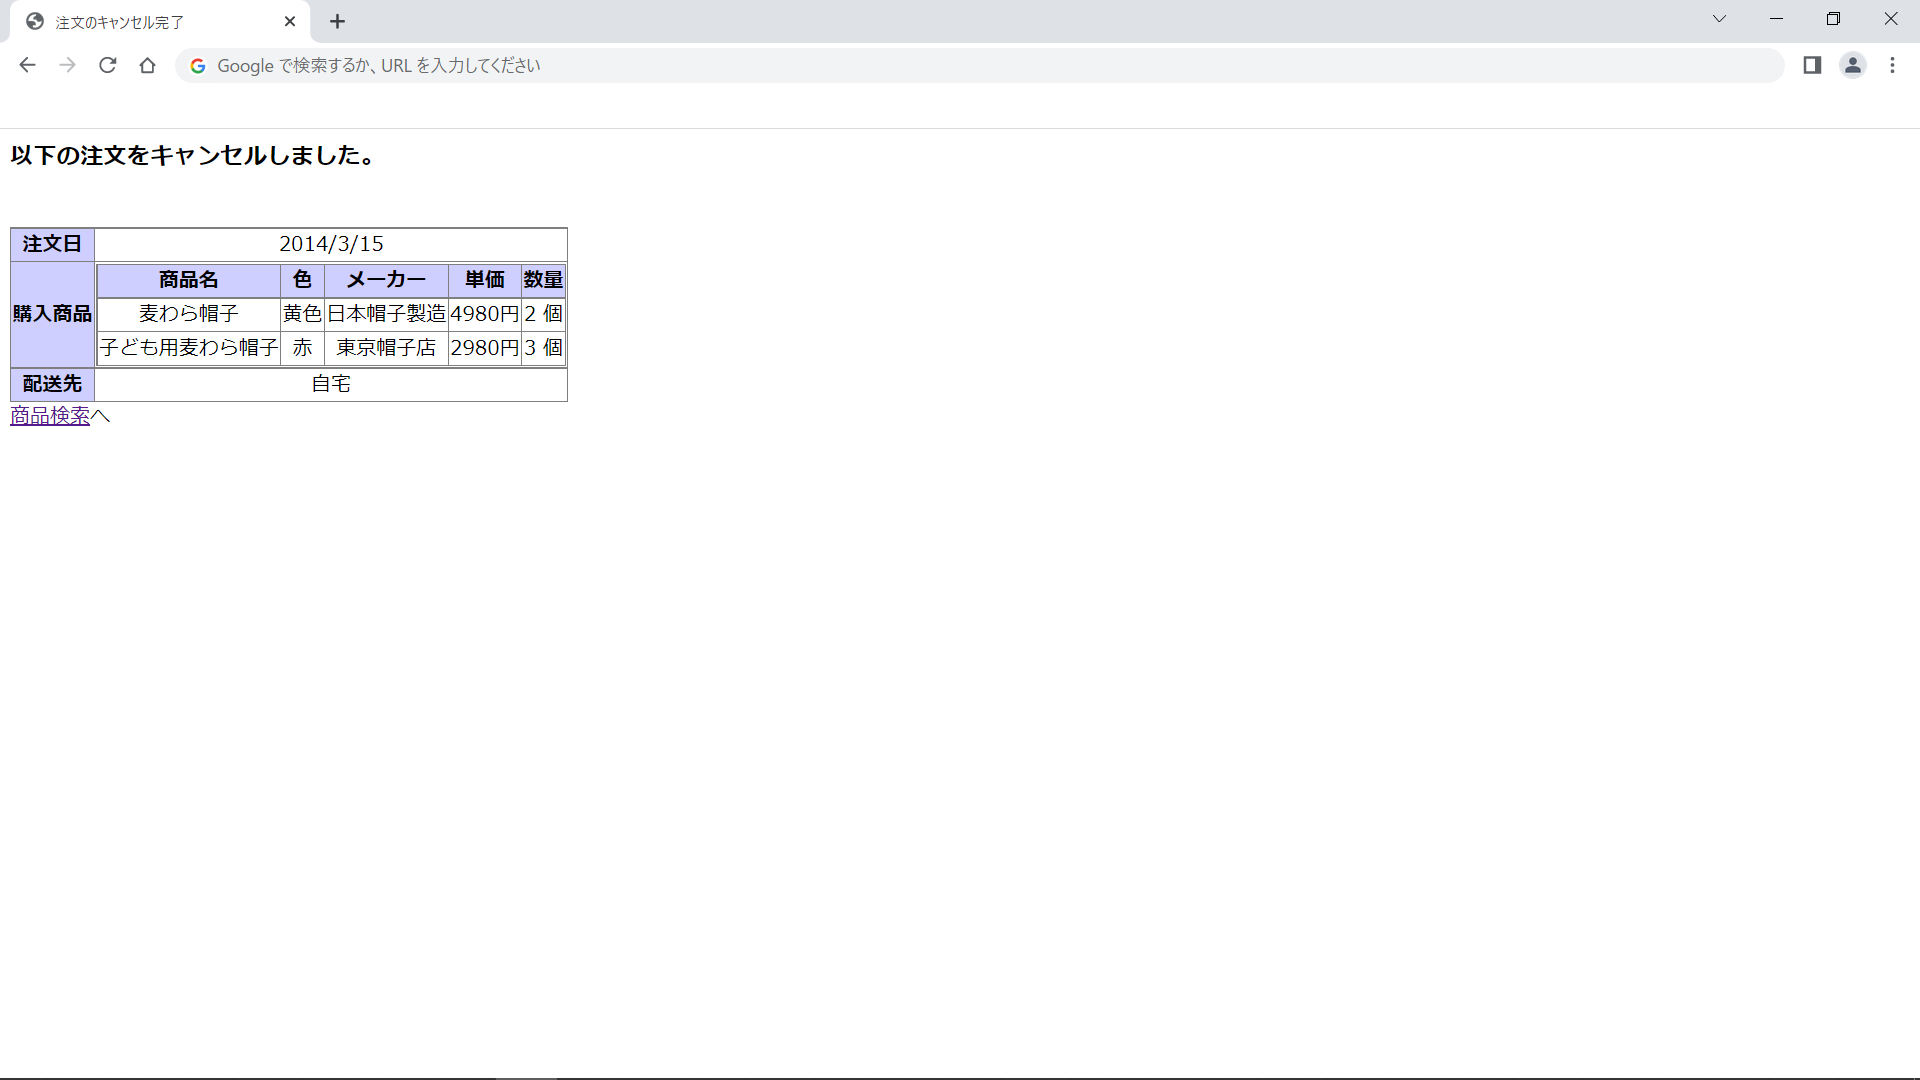 注文のキャンセル完了
Google で検索するか、URL を入力してください
以下の注文をキャンセルしました。
注文日 2014/3/15
購入商品
商品名 色 メーカー 単価 数量
麦わら帽子 黄色 日本帽子製造 4980円 2 個
子ども用麦わら帽子 赤 東京帽子店 2980円 3 個
配送先 自宅
商品検索へ